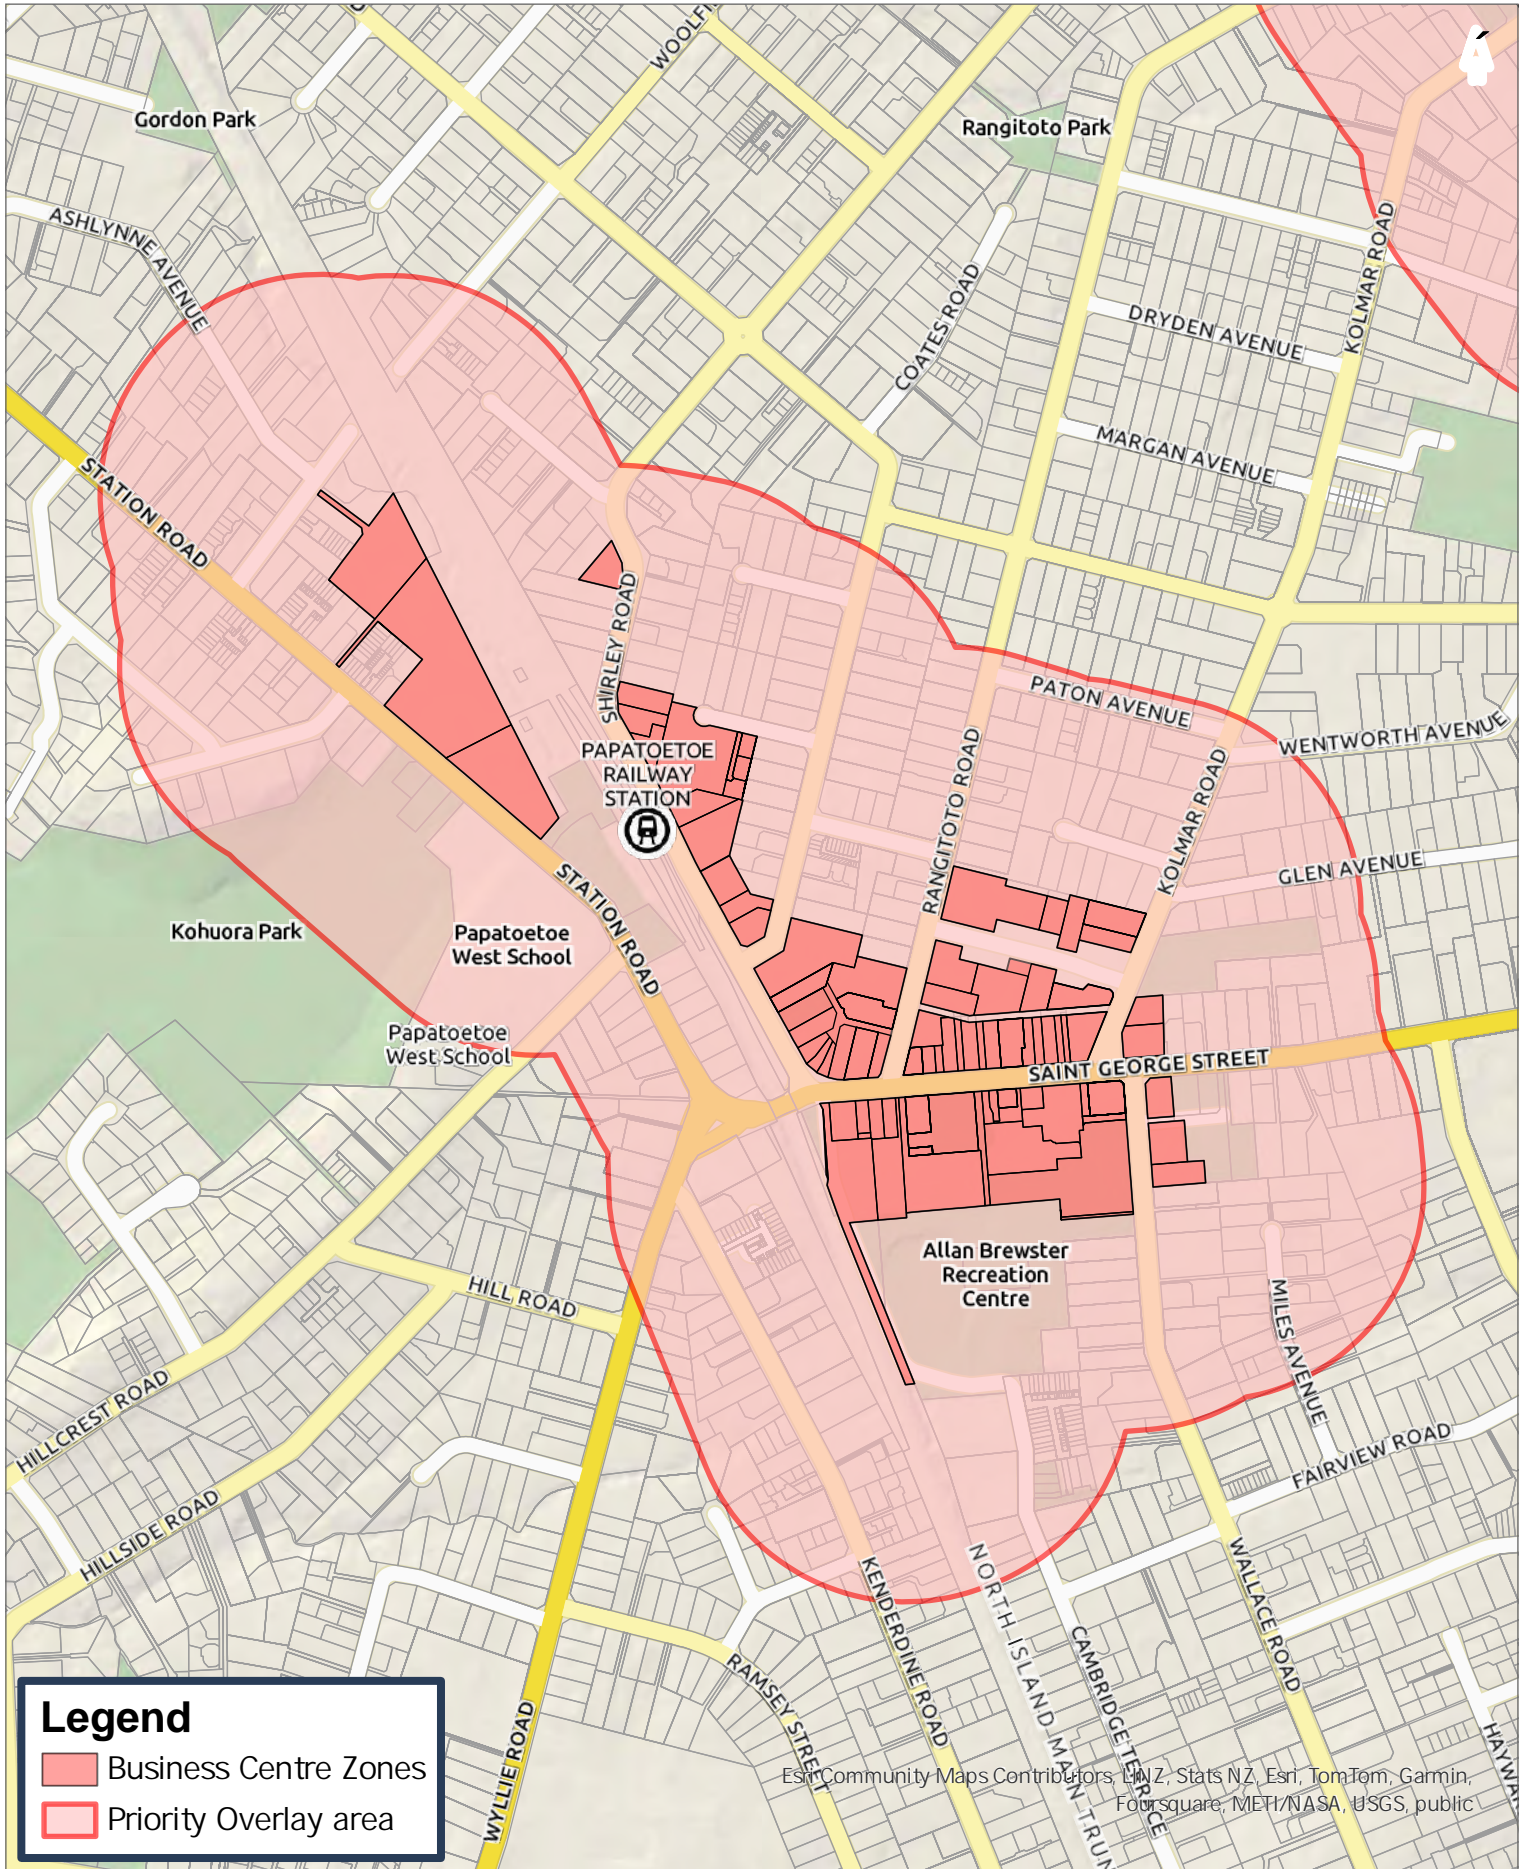 WOOLF
Gordon Park
Rangitoto Park
ASHLYNNE AVENUE
KOLMAR ROAD
COATES ROAD
DRYDEN AVENUE
MARGAN AVENUE
STATION ROAD
SHIRLEY ROAD
PATON AVENUE
WENTWORTH AVENUE
PAPATOETOE
RAILWAY
STATION
RANGITOTO ROAD
KOLMAR ROAD
GLEN AVENUE
STATION ROAD
Kohuora Park
Papatoetoe
West School
Papatoetoe
West School
SAINT GEORGE STREET
Allan Brewster
Recreation
Centre
HILL ROAD
MILES AVENUE
HILLCREST ROAD
FAIRVIEW ROAD
HILLSIDE ROAD
KENDERDINE ROAD
NORTH ISLAND MAIN TRUN
WALLACE ROAD
CAMBRIDGE TERRACE
RAMSEY STREET
WYLLIE ROAD
HAYWA
Legend
Business Centre Zones
Priority Overlay area
Esri Community Maps Contributors, LINZ, Stats NZ, Esri, TomTom, Garmin,
Foursquare, METI/NASA, USGS, public